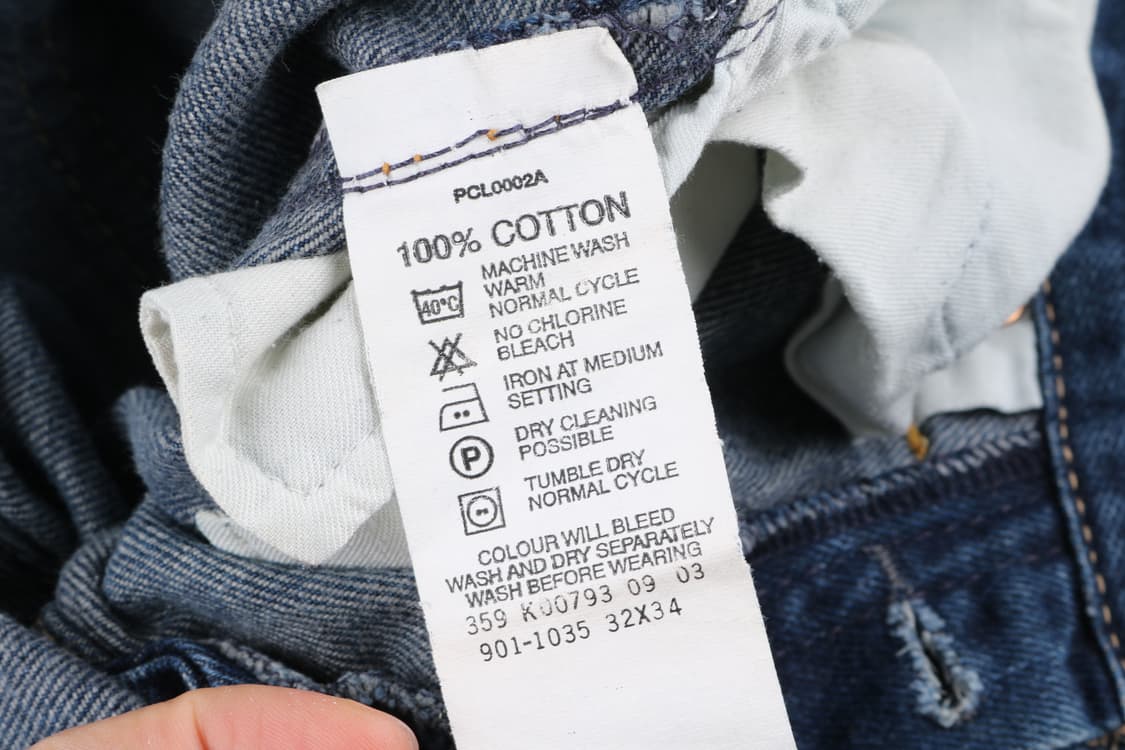 PCL0002A
100% COTTON
MACHINE WASH
WARM
NORMAL CYCLE
40°C
NO CHLORINE
BLEACH
IRON AT MEDIUM
SETTING
DRY CLEANING
POSSIBLE
P
TUMBLE DRY
NORMAL CYCLE
COLOUR WILL BLEED
WASH AND DRY SEPARATELY
WASH BEFORE WEARING
359 K00793 09 03
901-1035 32X34